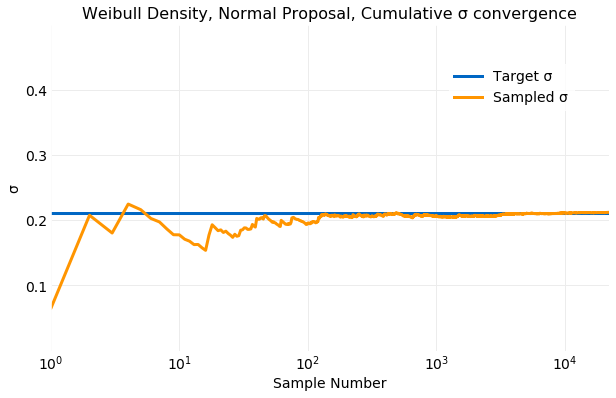 Weibull Density, Normal Proposal, Cumulative σ convergence
Target σ
Sampled σ
σ
0.4
0.3
0.2
0.1
10⁰
10¹
10²
10³
10⁴
Sample Number